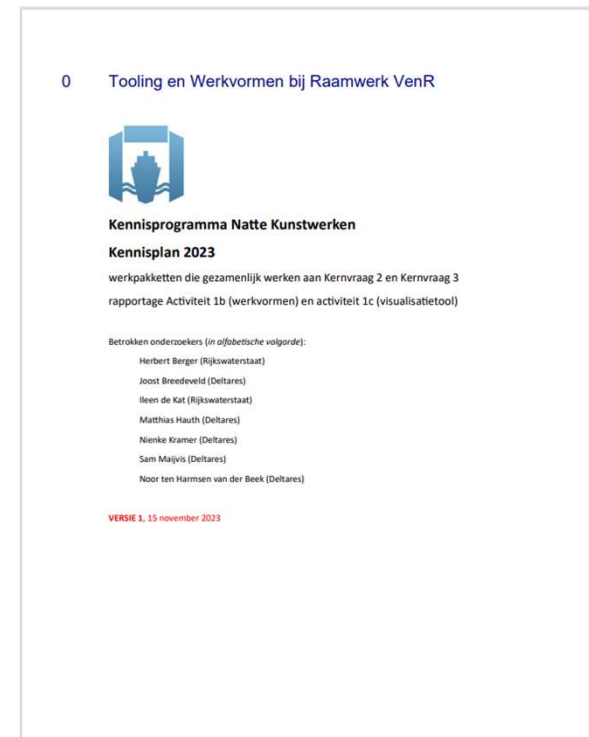 0 Tooling en Werkvormen bij Raamwerk VenR
Kennisprogramma Natte Kunstwerken
Kennisplan 2023
werkpakketten die gezamenlijk werken aan Kernvraag 2 en Kernvraag 3
rapportage Activiteit 1b (werkvormen) en activiteit 1c (visualisatietool)
Betrokken onderzoekers (in alfabetische volgorde):
Herbert Berger (Rijkswaterstaat)
Joost Breedeveld (Deltares)
Ileen de Kat (Rijkswaterstaat)
Matthias Hauth (Deltares)
Nienke Kramer (Deltares)
Sam Maijvis (Deltares)
Noor ten Harmsen van der Beek (Deltares)
VERSIE 1, 15 november 2023